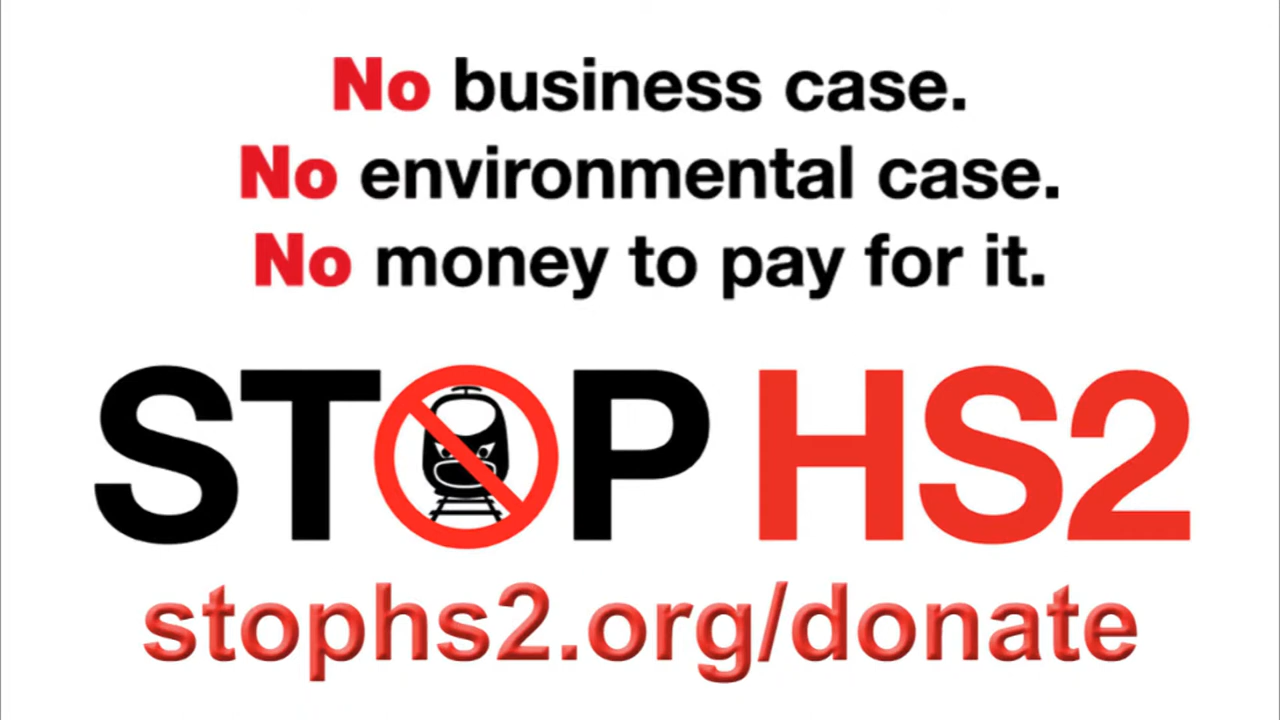 No business case.
No environmental case.
No money to pay for it.
STOP HS2
stophs2.org/donate